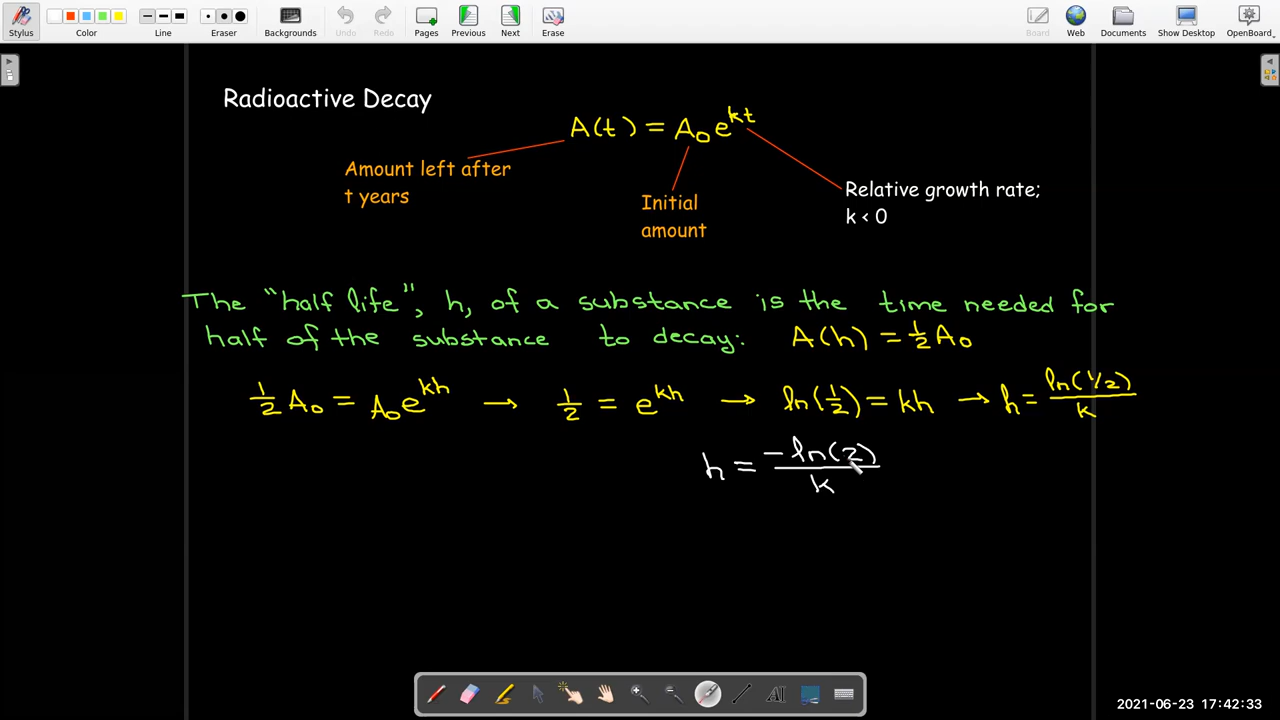 Stylus Color Line Eraser Backgrounds Undo Redo Pages Previous Next Erase Board Web Documents Show Desktop OpenBoard
Radioactive Decay
A(t) = A₀e^{kt}
Amount left after
t years
Initial
amount
Relative growth rate;
k < 0
The "half life", h, of a substance is the time needed for
half of the substance to decay: A(h) = ½A₀
½A₀ = A₀e^{kh} → ½ = e^{kh} → ln(½) = kh → h = ln(1/2)/k
h = -ln(2)/k
AI
2021-06-23 17:42:33